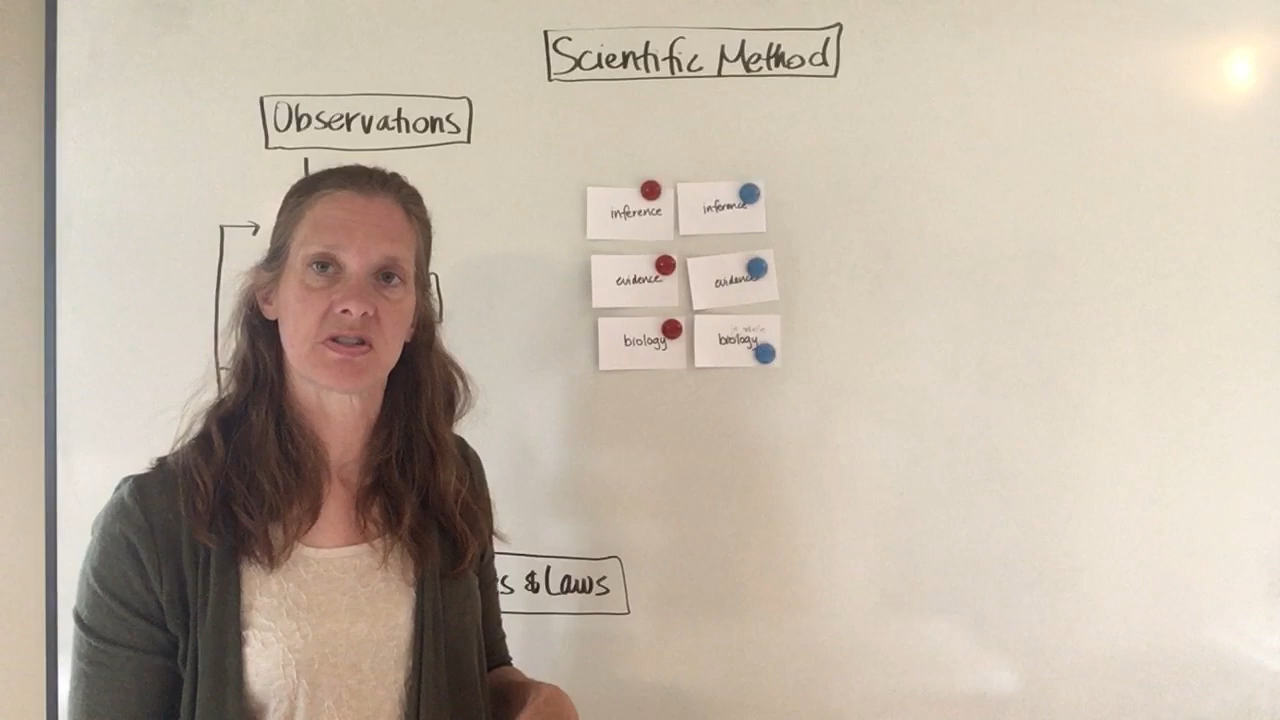 Scientific Method
Observations
inference
inference
evidence
evidence
biology
biology
s & Laws